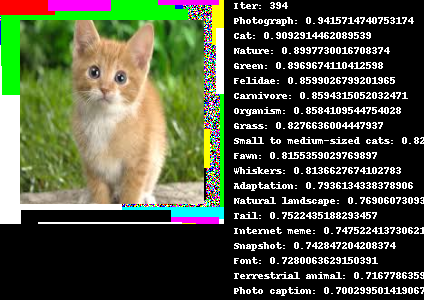 Iter: 394
Photograph: 0.9415714740753174
Cat: 0.9092914462089539
Nature: 0.8997730016708374
Green: 0.8969674110412598
Felidae: 0.8599026799201965
Carnivore: 0.8594315052032471
Organism: 0.8584109544754028
Grass: 0.8276636004447937
Small to medium-sized cats: 0.82
Fawn: 0.8155359029769897
Whiskers: 0.8136627674102783
Adaptation: 0.7936134338378906
Natural landscape: 0.76906073093
Tail: 0.7522435188293457
Internet meme: 0.747522413730621
Snapshot: 0.742847204208374
Font: 0.7280063629150391
Terrestrial animal: 0.7167786359
Photo caption: 0.700299501419067